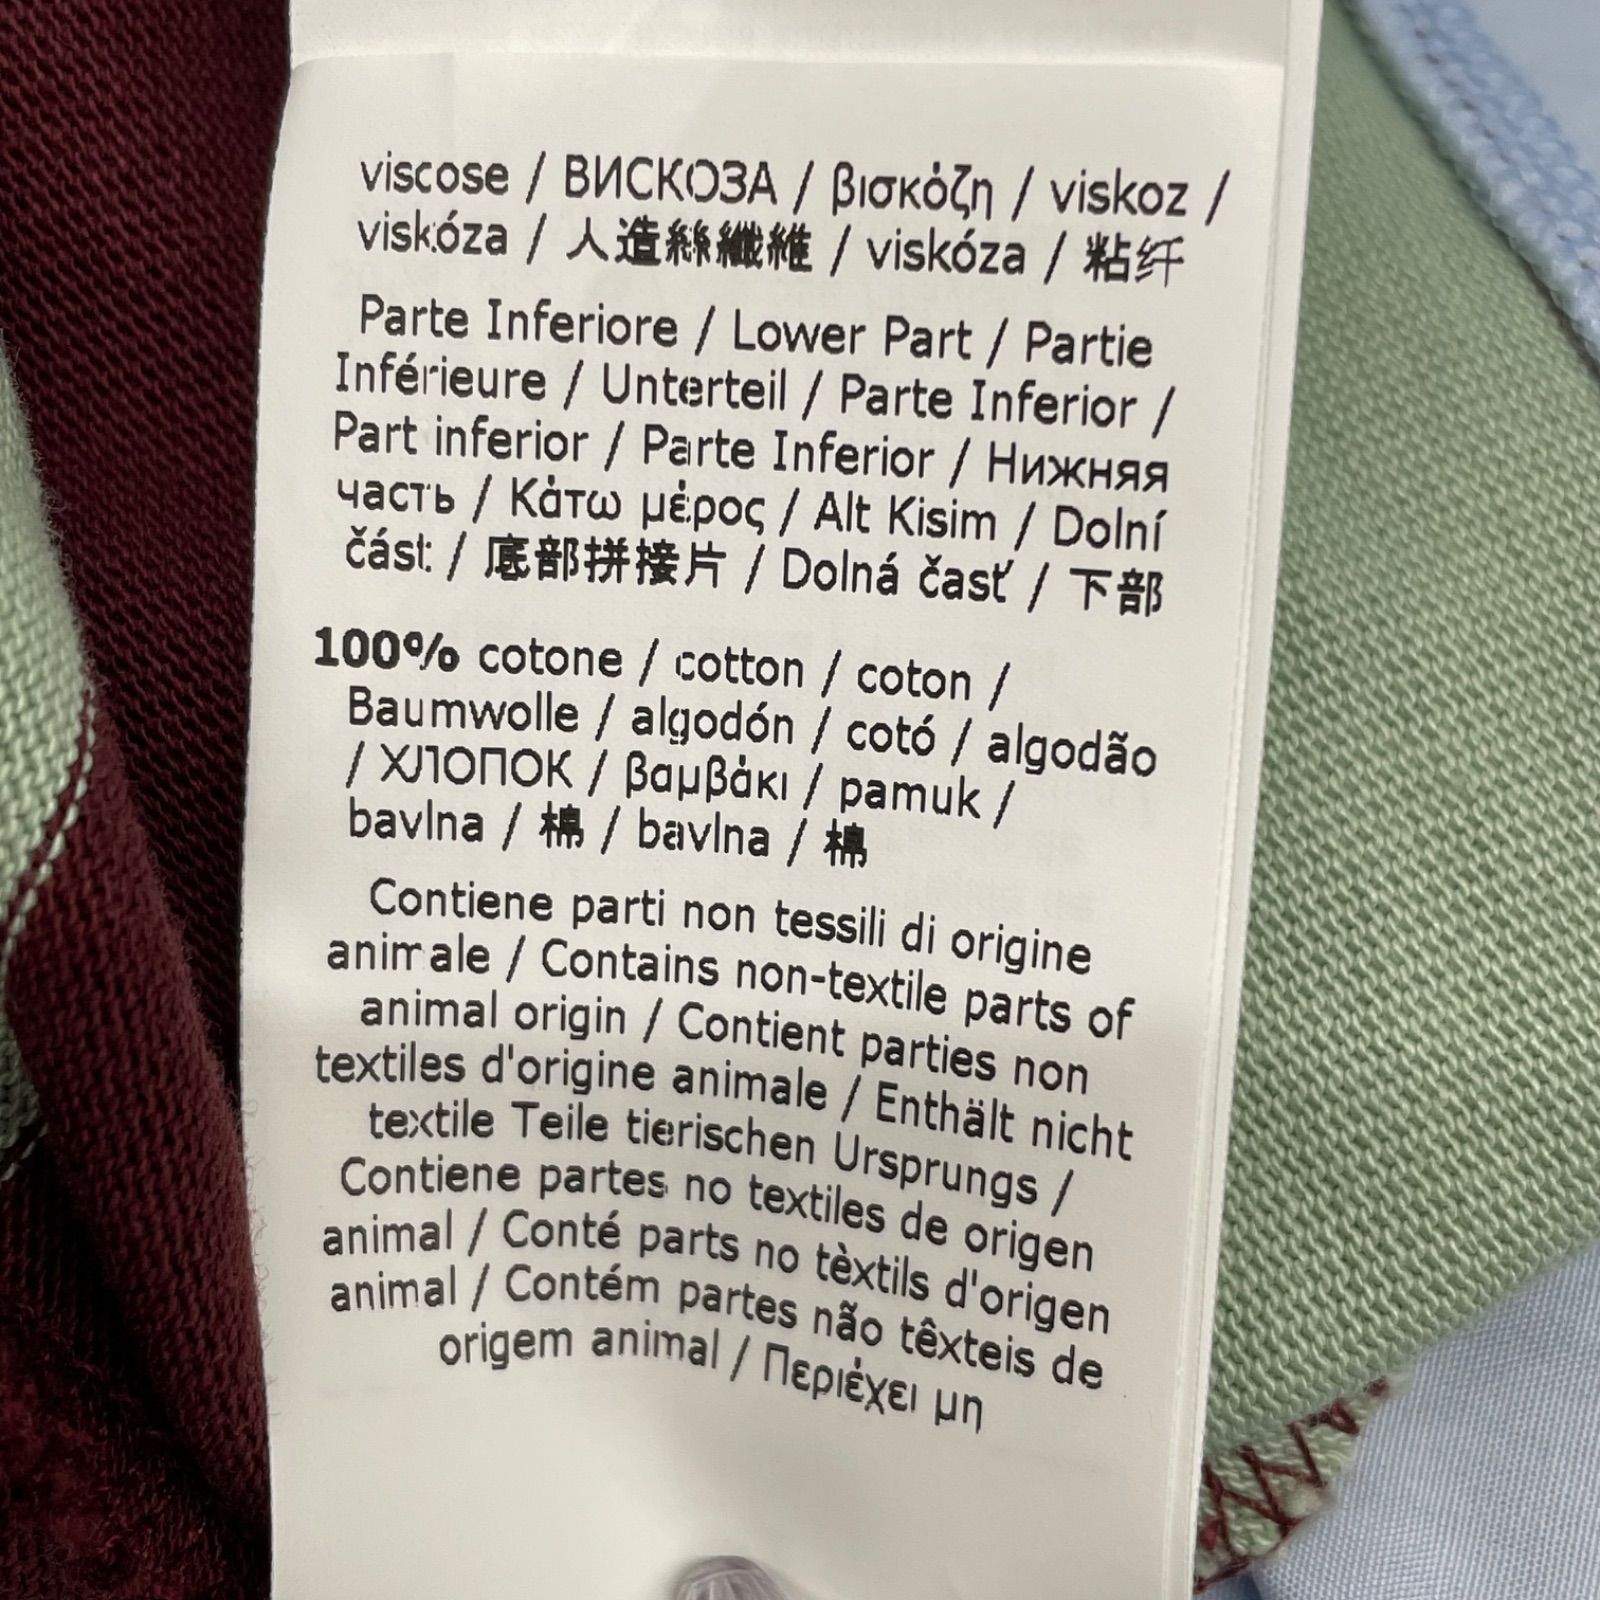 viscose / ВИСКОЗА / βισκόζη / viskoz /
viskóza / 人造絲纖維 / viskóza / 粘纤
Parte Inferiore / Lower Part / Partie
Inférieure / Unterteil / Parte Inferior /
Part inferior / Parte Inferior / Нижняя
часть / Κάτω μέρος / Alt Kisim / Dolní
část / 底部拼接片 / Dolná časť / 下部
100% cotone / cotton / coton /
Baumwolle / algodón / cotó / algodão
/ ХЛОПОК / βαμβάκι / pamuk /
bavlna / 棉 / bavlna / 棉
Contiene parti non tessili di origine
animale / Contains non-textile parts of
animal origin / Contient parties non
textiles d'origine animale / Enthält nicht
textile Teile tierischen Ursprungs /
Contiene partes no textiles de origen
animal / Conté parts no tèxtils d'origen
animal / Contém partes não têxteis de
origem animal / Περιέχει μη